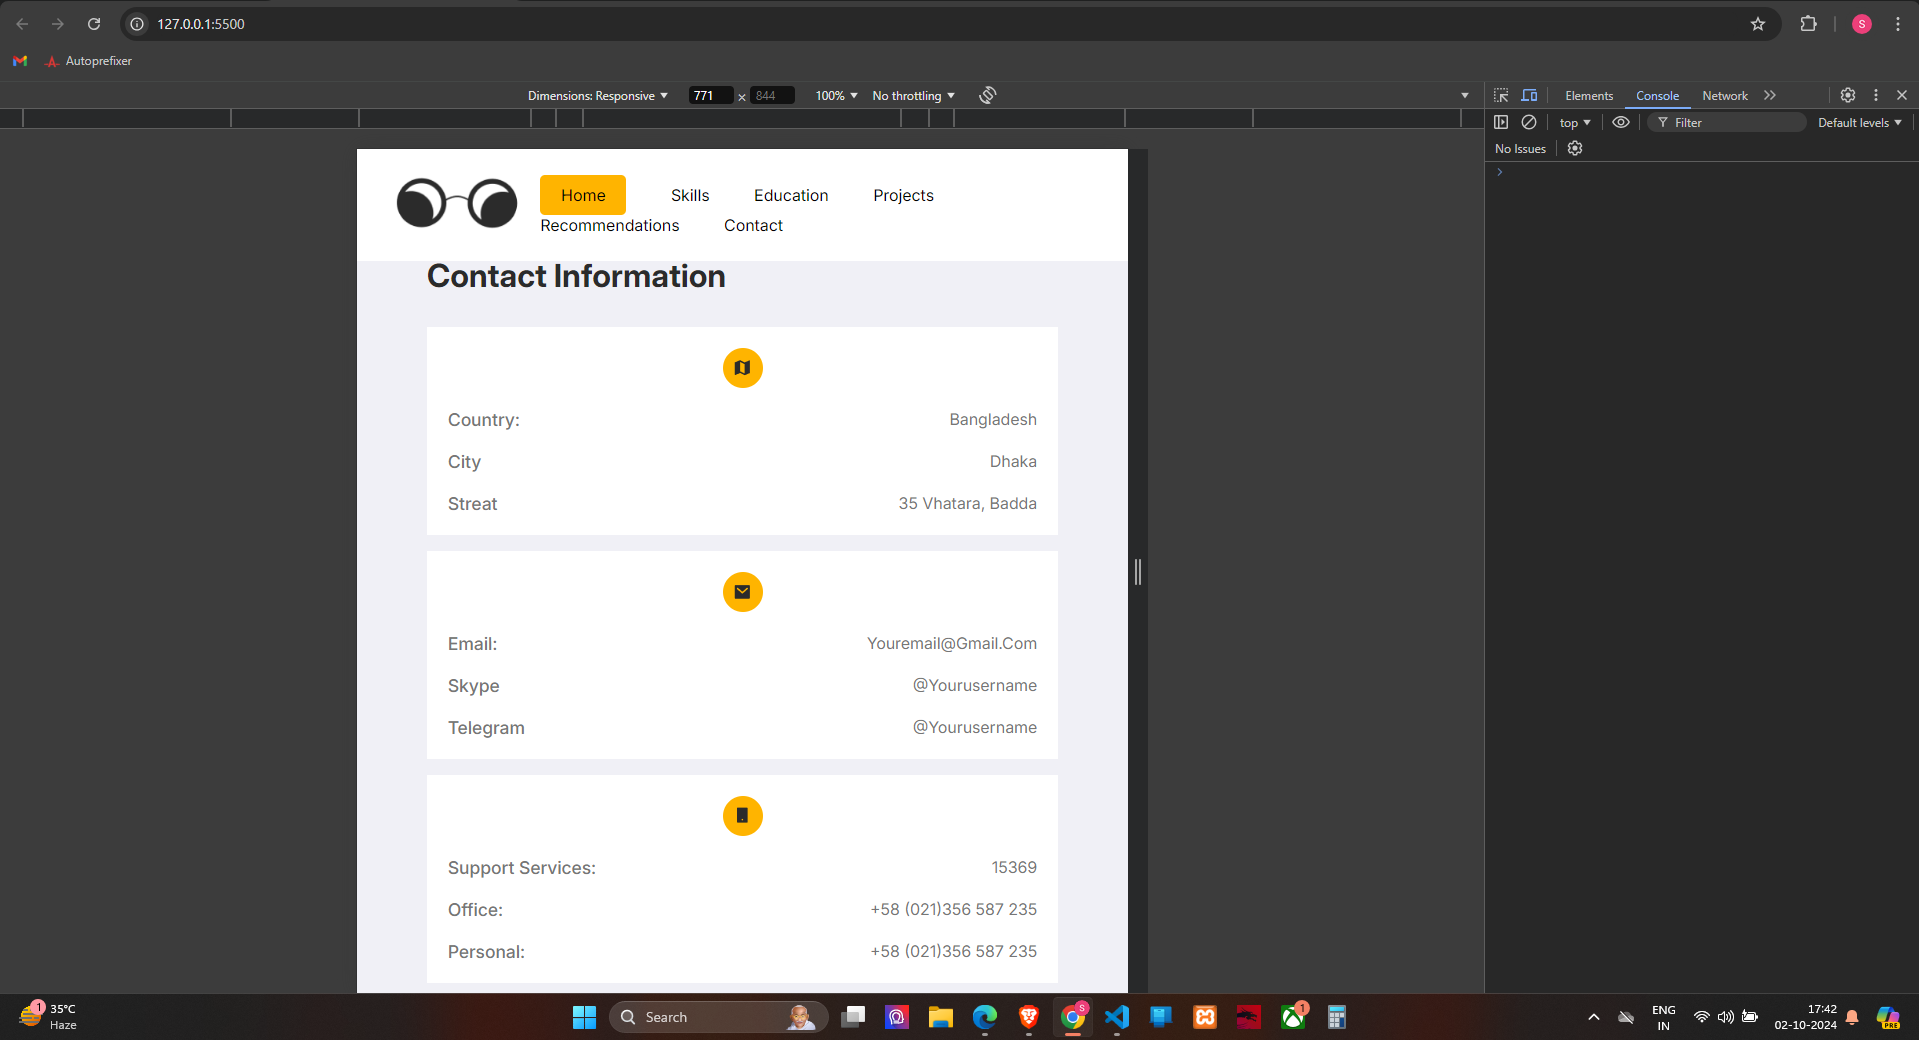 127.0.0.1:5500
S
Autoprefixer
Dimensions: Responsive 771 × 844 100% No throttling
Elements Console Network
top Filter Default levels
No Issues
Home Skills Education Projects
Recommendations Contact
Contact Information
Country: Bangladesh
City Dhaka
Streat 35 Vhatara, Badda
Email: Youremail@Gmail.Com
Skype @Yourusername
Telegram @Yourusername
Support Services: 15369
Office: +58 (021)356 587 235
Personal: +58 (021)356 587 235
1
35°C
Haze
Search
S
1
ENG
IN
17:42
02-10-2024
PRE